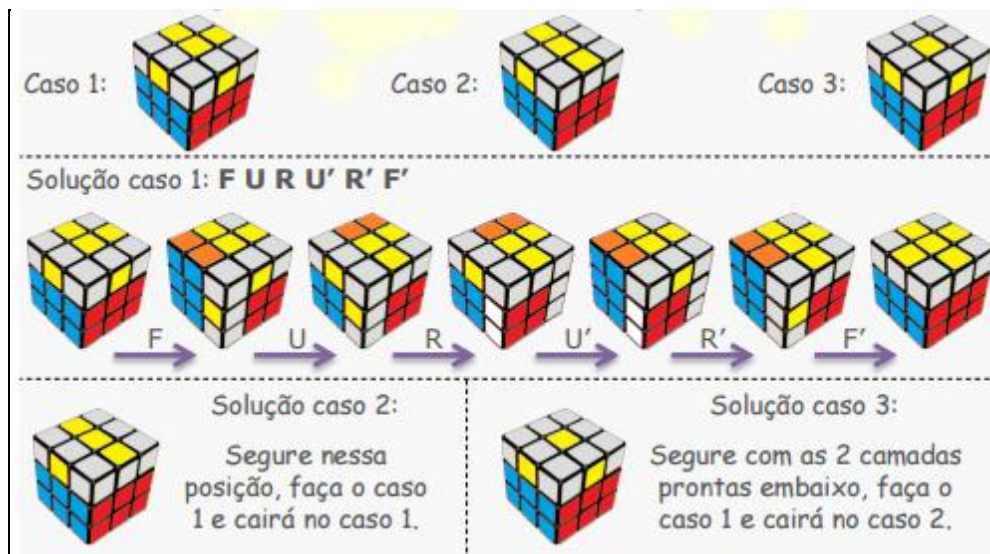 Caso 1:
Caso 2:
Caso 3:
Solução caso 1: F U R U’ R’ F’
F
U
R
U’
R’
F’
Solução caso 2:
Segure nessa
posição, faça o caso
1 e cairá no caso 1.
Solução caso 3:
Segure com as 2 camadas
prontas embaixo, faça o
caso 1 e cairá no caso 2.